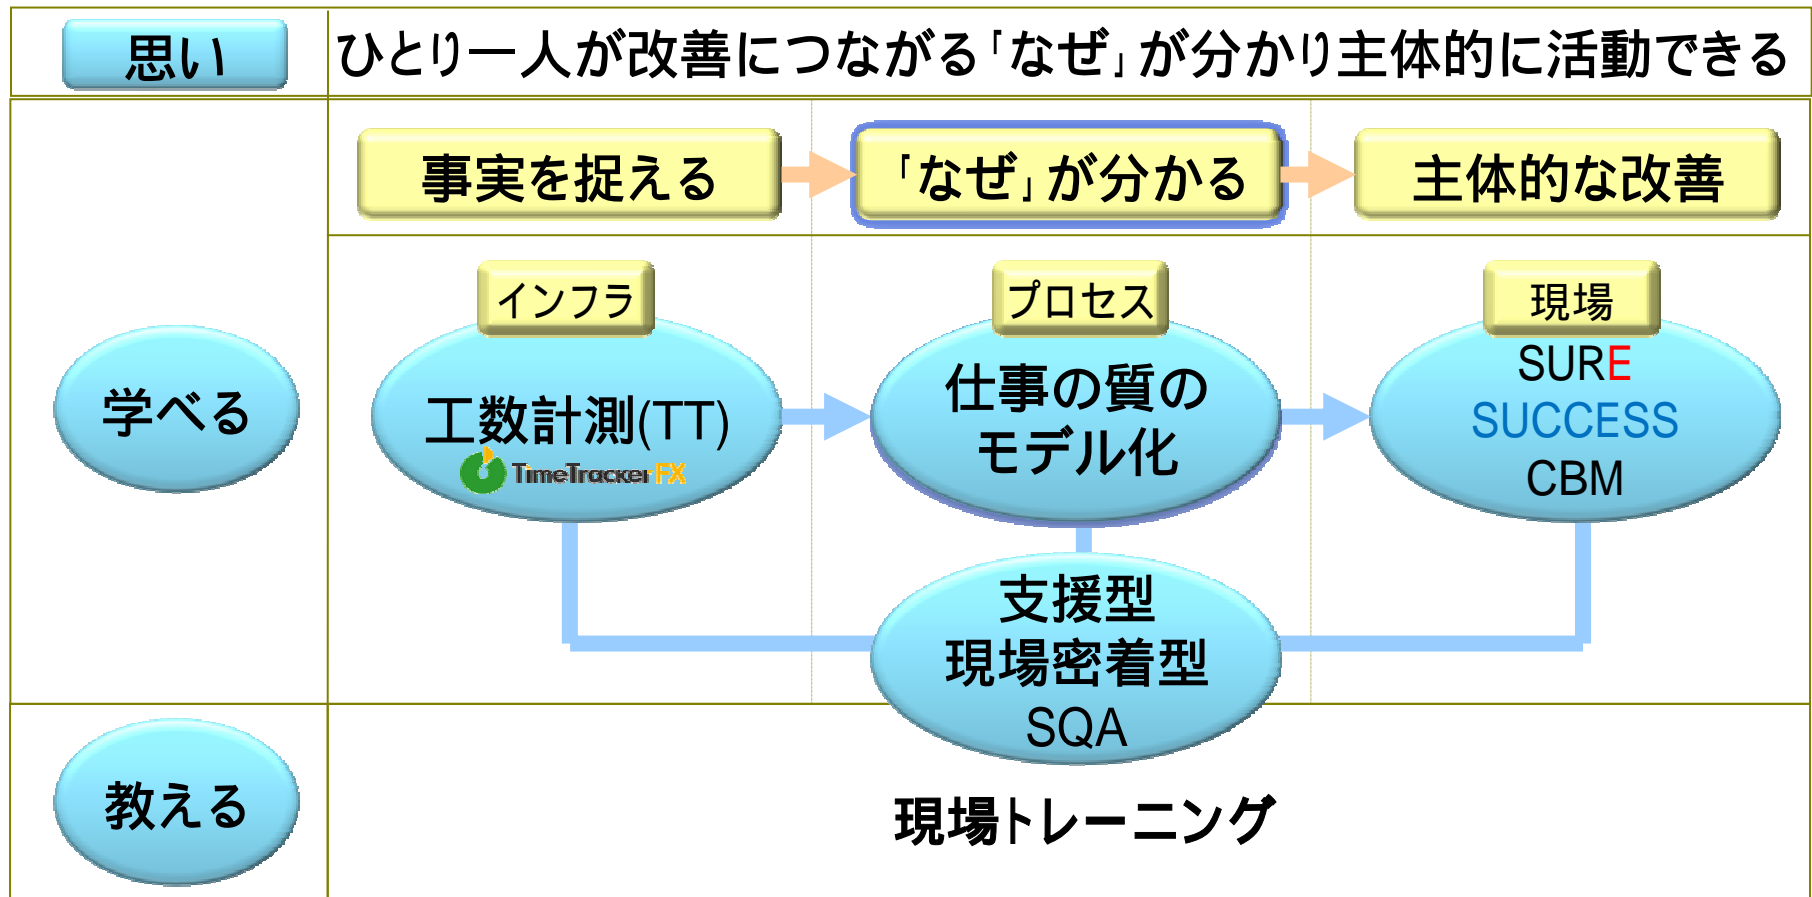 思い
ひとり一人が改善につながる「なぜ」が分かり主体的に活動できる
事実を捉える
「なぜ」が分かる
主体的な改善
学べる
インフラ
工数計測(TT)
TimeTracker FX
プロセス
仕事の質の
モデル化
現場
SURE
SUCCESS
CBM
支援型
現場密着型
SQA
教える
現場トレーニング